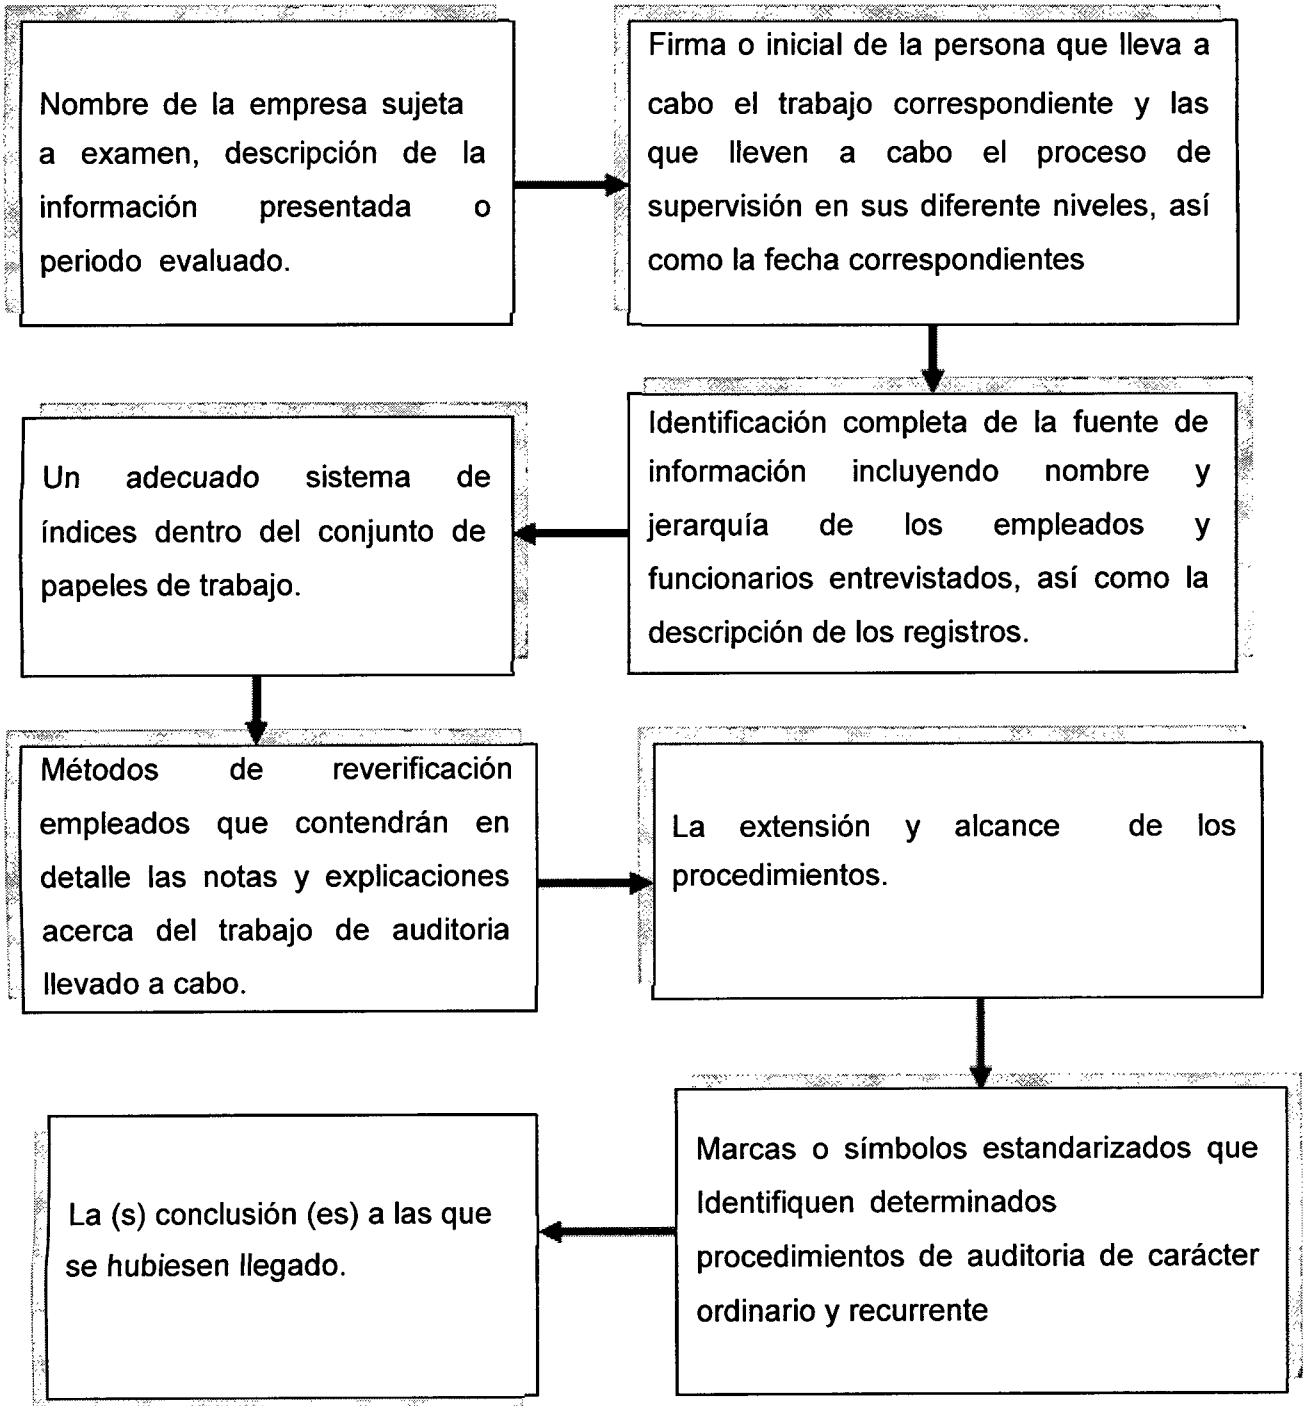 Nombre de la empresa sujeta
a examen, descripción de la
información presentada o
periodo evaluado.
Firma o inicial de la persona que lleva a
cabo el trabajo correspondiente y las
que lleven a cabo el proceso de
supervisión en sus diferente niveles, así
como la fecha correspondientes
Identificación completa de la fuente de
información incluyendo nombre y
jerarquía de los empleados y
funcionarios entrevistados, así como la
descripción de los registros.
Un adecuado sistema de
índices dentro del conjunto de
papeles de trabajo.
Métodos de reverificación
empleados que contendrán en
detalle las notas y explicaciones
acerca del trabajo de auditoria
llevado a cabo.
La extensión y alcance de los
procedimientos.
Marcas o símbolos estandarizados que
Identifiquen determinados
procedimientos de auditoria de carácter
ordinario y recurrente
La (s) conclusión (es) a las que
se hubiesen llegado.